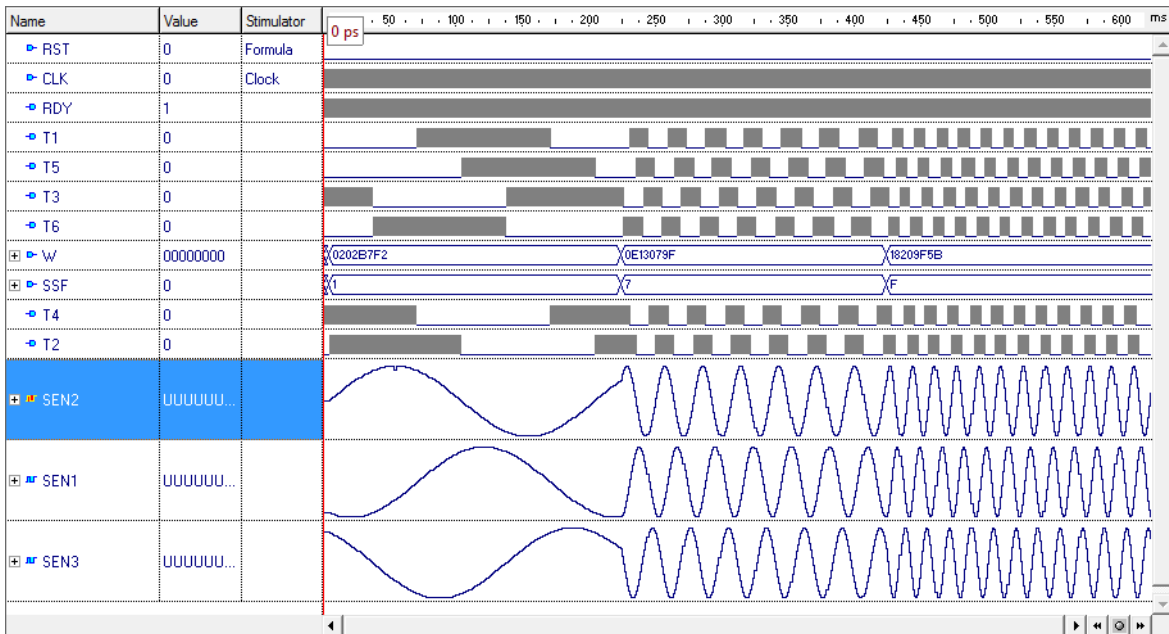 Name Value Stimulator · 50 · 100 · 150 · 200 · 250 · 300 · 350 · 400 · 450 · 500 · 550 · 600 ms
0 ps
RST 0 Formula
CLK 0 Clock
RDY 1
T1 0
T5 0
T3 0
T6 0
W 00000000 0202B7F2 0E13079F 18209F5B
SSF 0 1 7 F
T4 0
T2 0
SEN2 UUUUUU...
SEN1 UUUUUU...
SEN3 UUUUUU...